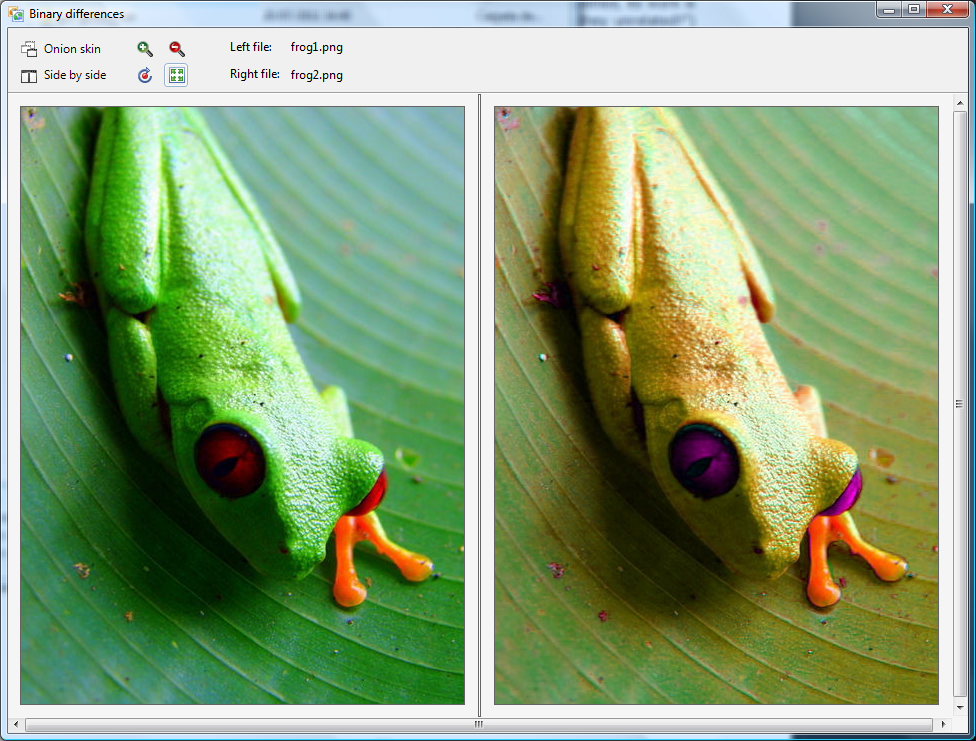 Binary differences
Onion skin
Left file: frog1.png
Side by side
Right file: frog2.png